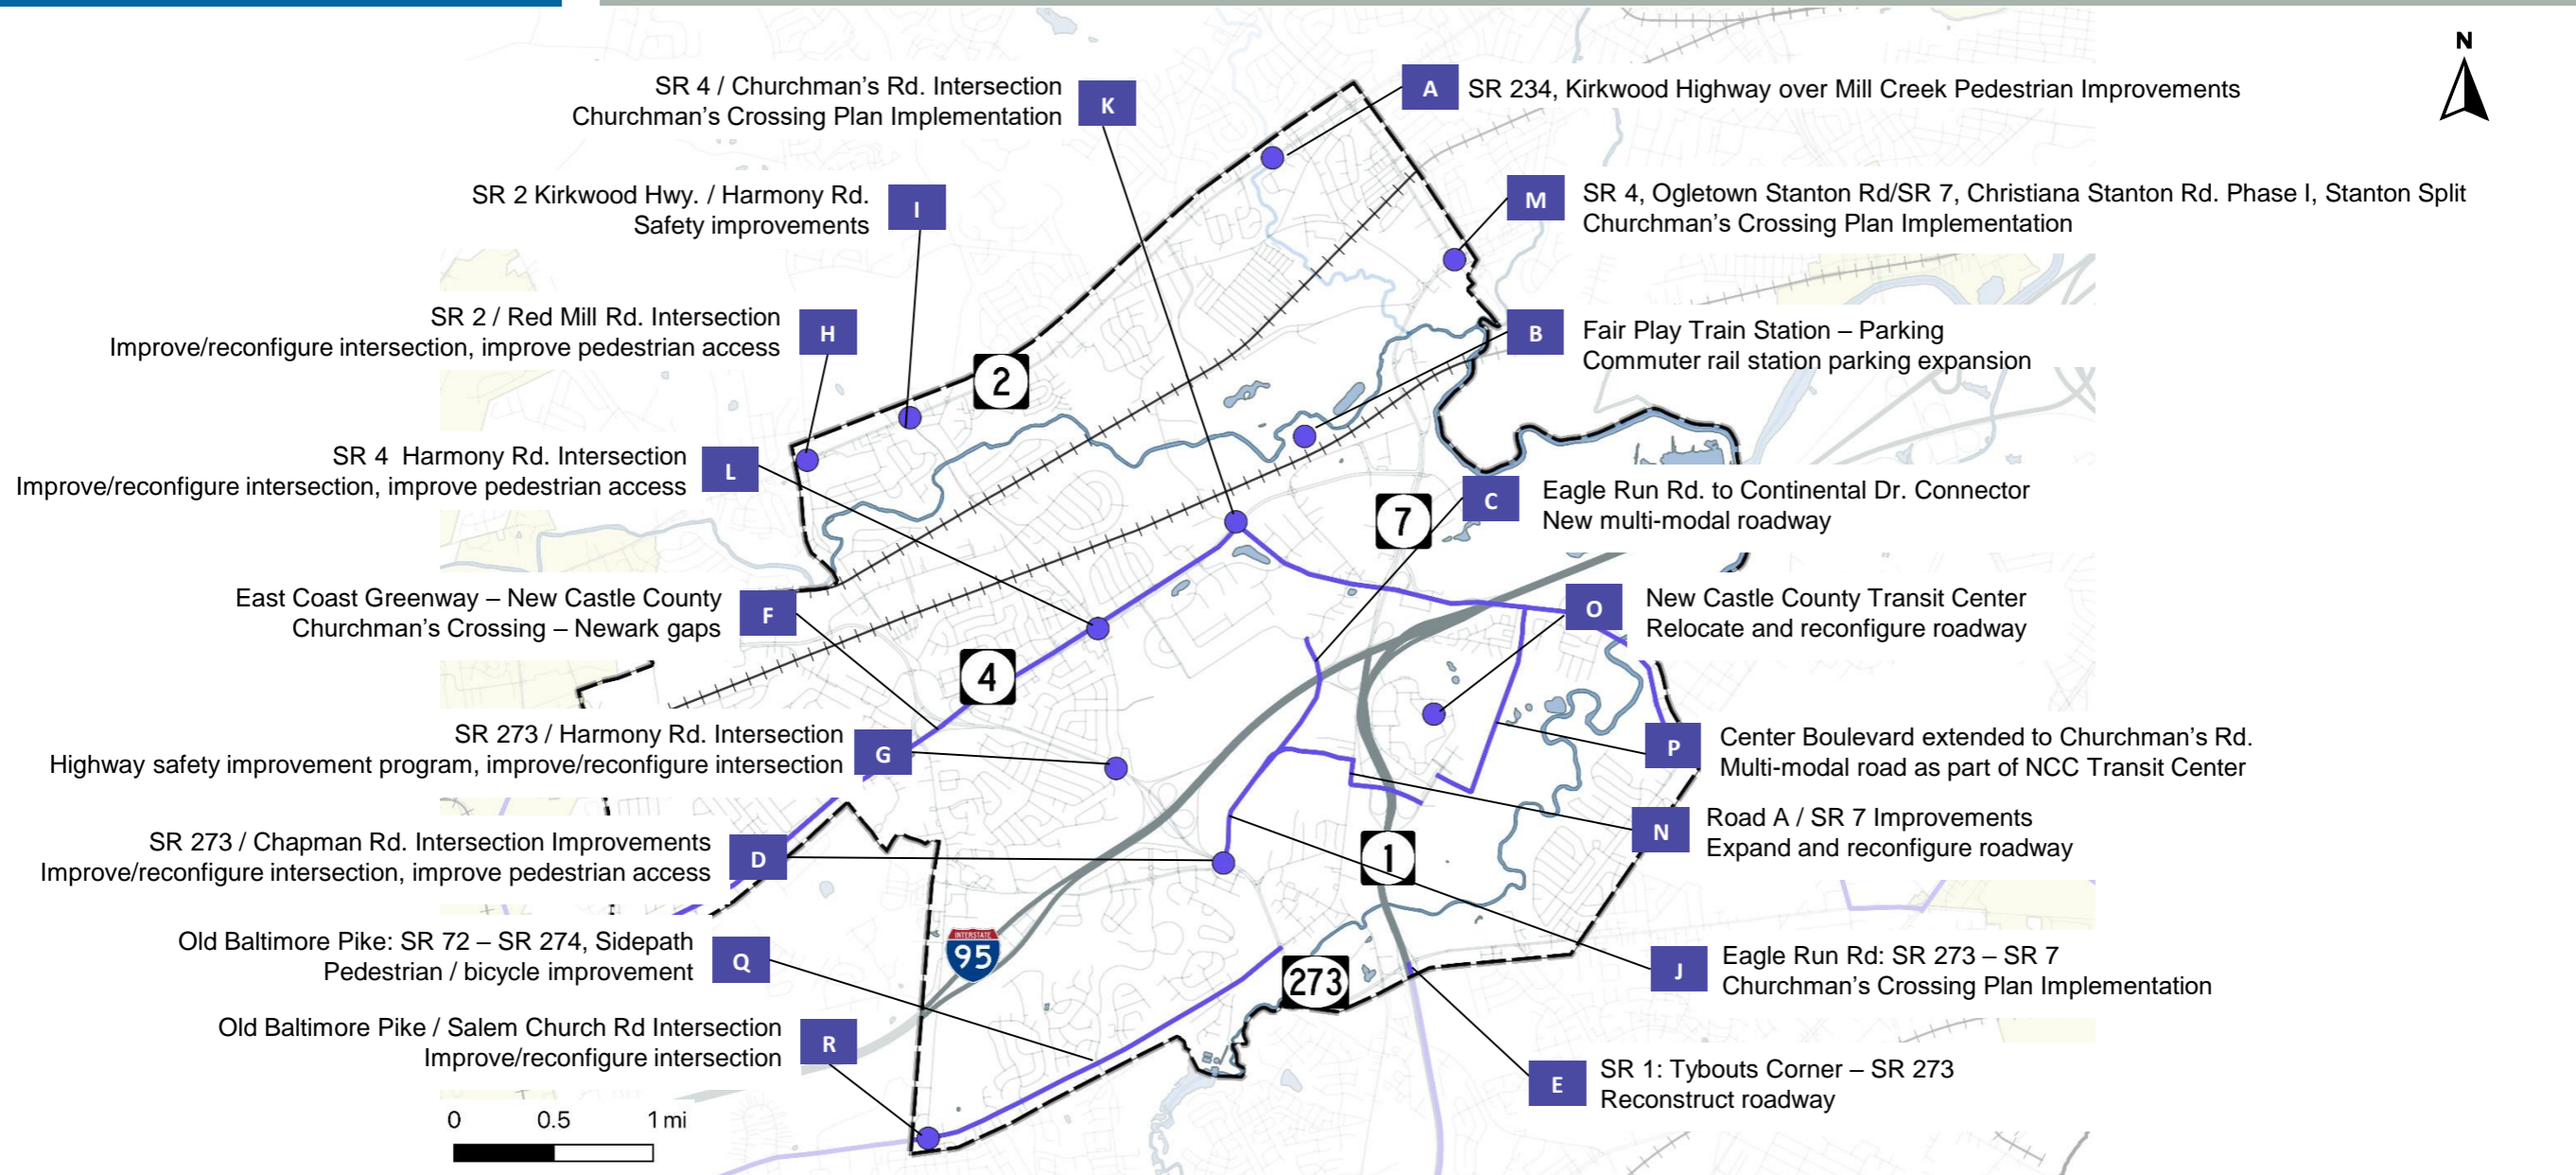 N
SR 4 / Churchman's Rd. Intersection
Churchman's Crossing Plan Implementation
K
A
SR 234, Kirkwood Highway over Mill Creek Pedestrian Improvements
SR 2 Kirkwood Hwy. / Harmony Rd.
Safety improvements
I
M
SR 4, Ogletown Stanton Rd/SR 7, Christiana Stanton Rd. Phase I, Stanton Split
Churchman's Crossing Plan Implementation
SR 2 / Red Mill Rd. Intersection
Improve/reconfigure intersection, improve pedestrian access
H
B
Fair Play Train Station – Parking
Commuter rail station parking expansion
2
SR 4  Harmony Rd. Intersection
Improve/reconfigure intersection, improve pedestrian access
L
7
C
Eagle Run Rd. to Continental Dr. Connector
New multi-modal roadway
East Coast Greenway – New Castle County
Churchman's Crossing – Newark gaps
F
4
O
New Castle County Transit Center
Relocate and reconfigure roadway
SR 273 / Harmony Rd. Intersection
Highway safety improvement program, improve/reconfigure intersection
G
P
Center Boulevard extended to Churchman's Rd.
Multi-modal road as part of NCC Transit Center
SR 273 / Chapman Rd. Intersection Improvements
Improve/reconfigure intersection, improve pedestrian access
D
1
N
Road A / SR 7 Improvements
Expand and reconfigure roadway
Old Baltimore Pike: SR 72 – SR 274, Sidepath
Pedestrian / bicycle improvement
Q
INTERSTATE
95
273
J
Eagle Run Rd: SR 273 – SR 7
Churchman's Crossing Plan Implementation
Old Baltimore Pike / Salem Church Rd Intersection
Improve/reconfigure intersection
R
E
SR 1: Tybouts Corner – SR 273
Reconstruct roadway
0 0.5 1 mi